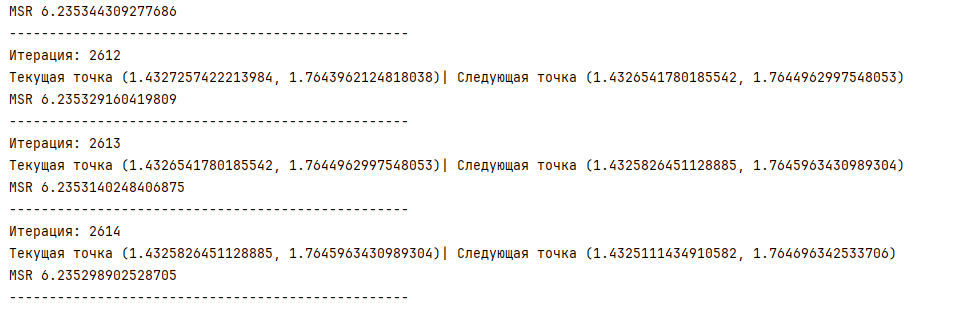 MSR 6.235344309277686
--------------------------------------------------
Итерация: 2612
Текущая точка (1.4327257422213984, 1.7643962124818038)| Следующая точка (1.4326541780185542, 1.7644962997548053)
MSR 6.235329160419809
--------------------------------------------------
Итерация: 2613
Текущая точка (1.4326541780185542, 1.7644962997548053)| Следующая точка (1.4325826451128885, 1.7645963430989304)
MSR 6.2353140248406875
--------------------------------------------------
Итерация: 2614
Текущая точка (1.4325826451128885, 1.7645963430989304)| Следующая точка (1.4325111434910582, 1.764696342533706)
MSR 6.235298902528705
--------------------------------------------------